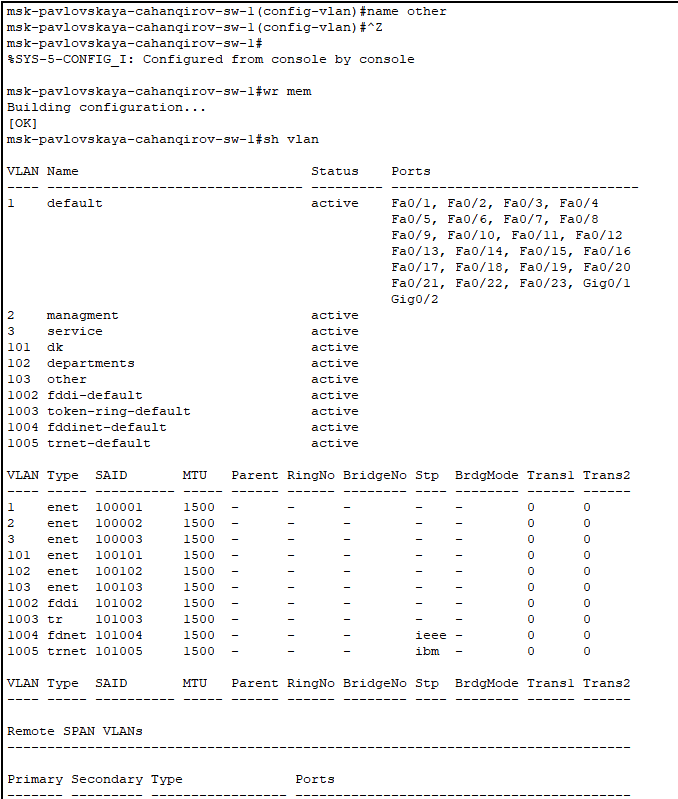 msk-pavlovskaya-cahanqirov-sw-1(config-vlan)#name other
msk-pavlovskaya-cahanqirov-sw-1(config-vlan)#^Z
msk-pavlovskaya-cahanqirov-sw-1#
%SYS-5-CONFIG_I: Configured from console by console

msk-pavlovskaya-cahanqirov-sw-1#wr mem
Building configuration...
[OK]
msk-pavlovskaya-cahanqirov-sw-1#sh vlan

VLAN Name                             Status    Ports
---- -------------------------------- --------- -------------------------------
1    default                          active    Fa0/1, Fa0/2, Fa0/3, Fa0/4
                                                Fa0/5, Fa0/6, Fa0/7, Fa0/8
                                                Fa0/9, Fa0/10, Fa0/11, Fa0/12
                                                Fa0/13, Fa0/14, Fa0/15, Fa0/16
                                                Fa0/17, Fa0/18, Fa0/19, Fa0/20
                                                Fa0/21, Fa0/22, Fa0/23, Gig0/1
                                                Gig0/2
2    managment                        active
3    service                          active
101  dk                               active
102  departments                      active
103  other                            active
1002 fddi-default                     active
1003 token-ring-default               active
1004 fddinet-default                  active
1005 trnet-default                    active

VLAN Type  SAID       MTU   Parent RingNo BridgeNo Stp  BrdgMode Trans1 Trans2
---- ----- ---------- ----- ------ ------ -------- ---- -------- ------ ------
1    enet  100001     1500  -      -      -        -    -        0      0
2    enet  100002     1500  -      -      -        -    -        0      0
3    enet  100003     1500  -      -      -        -    -        0      0
101  enet  100101     1500  -      -      -        -    -        0      0
102  enet  100102     1500  -      -      -        -    -        0      0
103  enet  100103     1500  -      -      -        -    -        0      0
1002 fddi  101002     1500  -      -      -        -    -        0      0
1003 tr    101003     1500  -      -      -        -    -        0      0
1004 fdnet 101004     1500  -      -      -        ieee -        0      0
1005 trnet 101005     1500  -      -      -        ibm  -        0      0

VLAN Type  SAID       MTU   Parent RingNo BridgeNo Stp  BrdgMode Trans1 Trans2
---- ----- ---------- ----- ------ ------ -------- ---- -------- ------ ------

Remote SPAN VLANs
------------------------------------------------------------------------------

Primary Secondary Type              Ports
------- --------- ----------------- ------------------------------------------